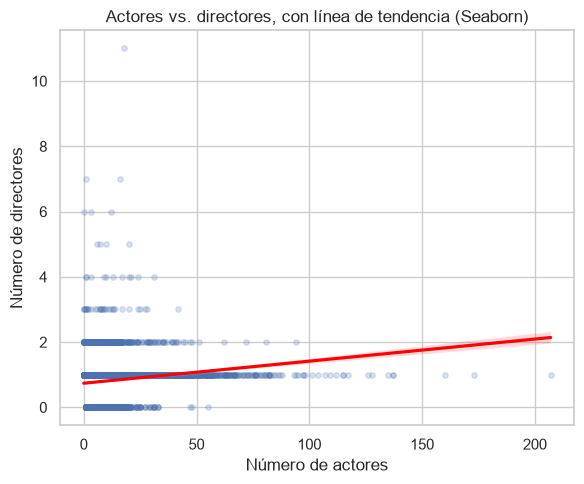 Actores vs. directores, con línea de tendencia (Seaborn)
Número de directores
10
8
6
4
2
0
0 50 100 150 200
Número de actores